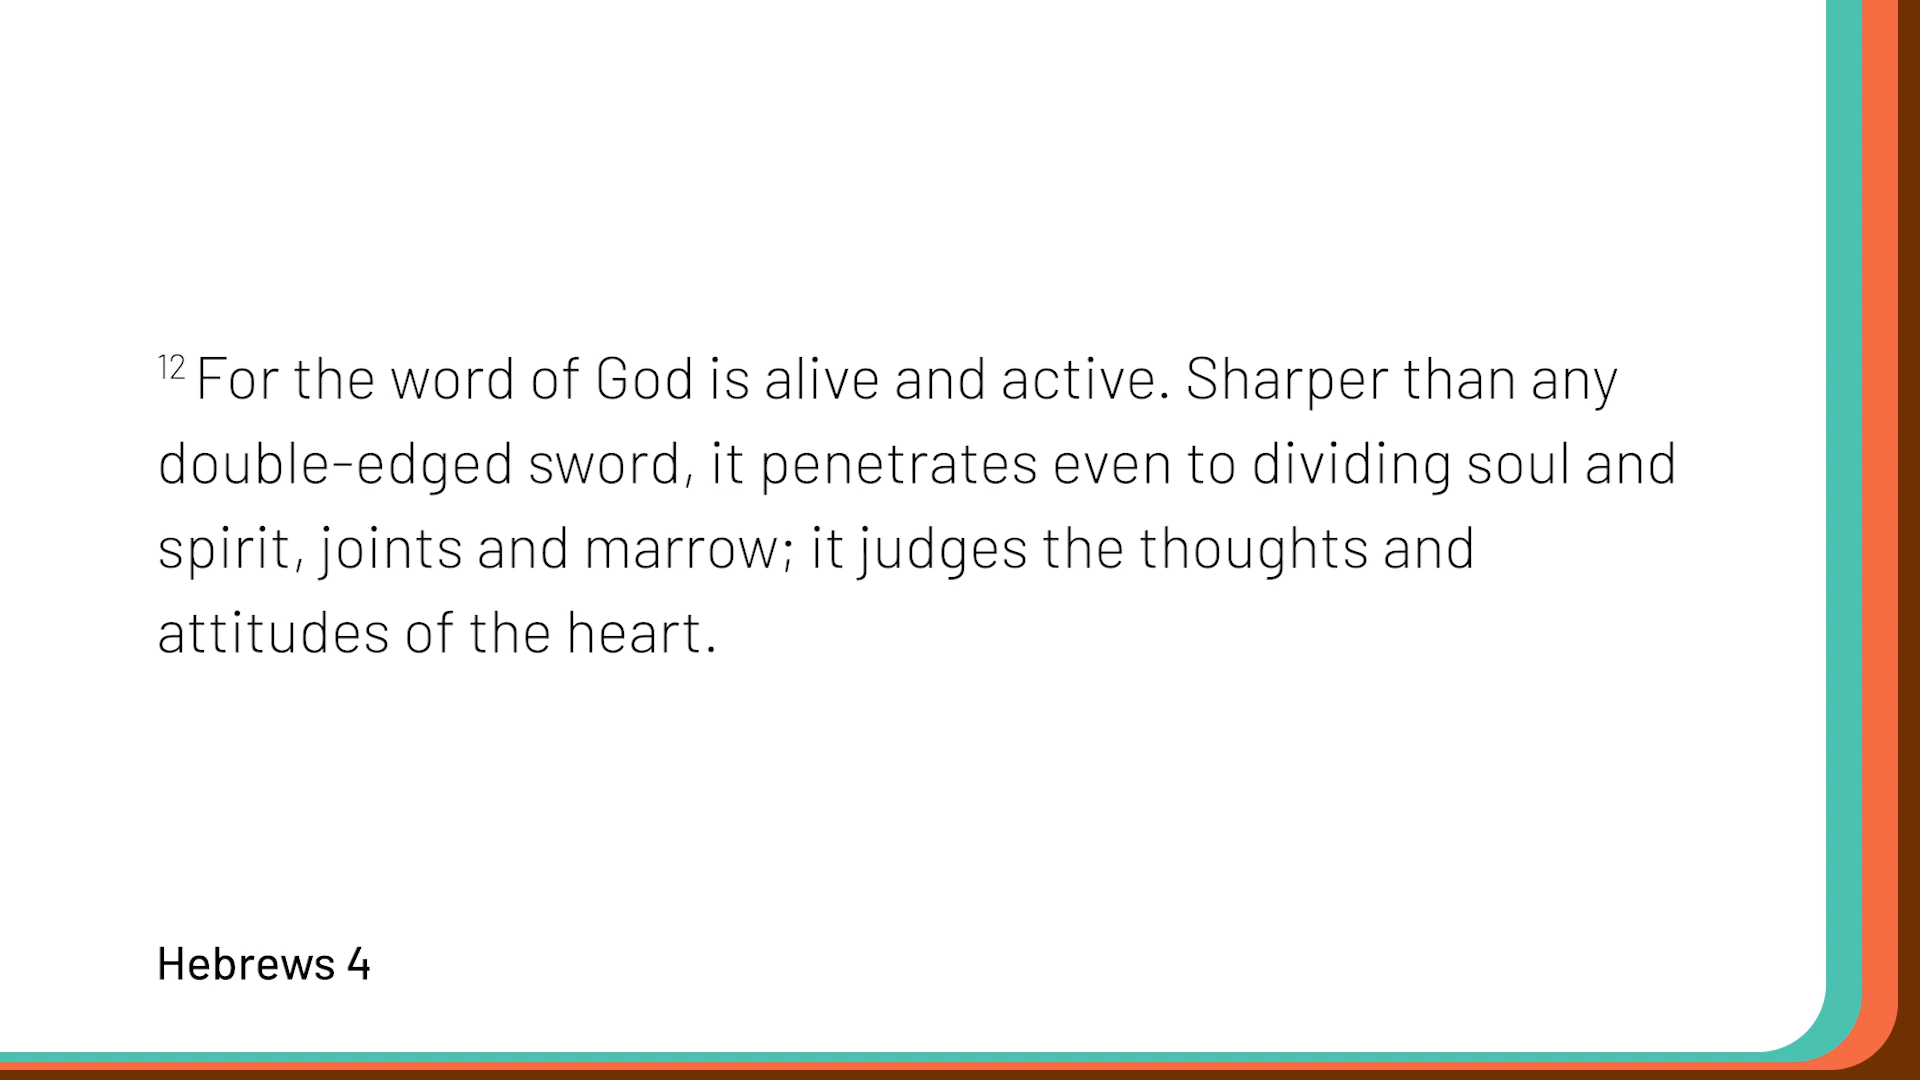 12 For the word of God is alive and active. Sharper than any
double-edged sword, it penetrates even to dividing soul and
spirit, joints and marrow; it judges the thoughts and
attitudes of the heart.
Hebrews 4